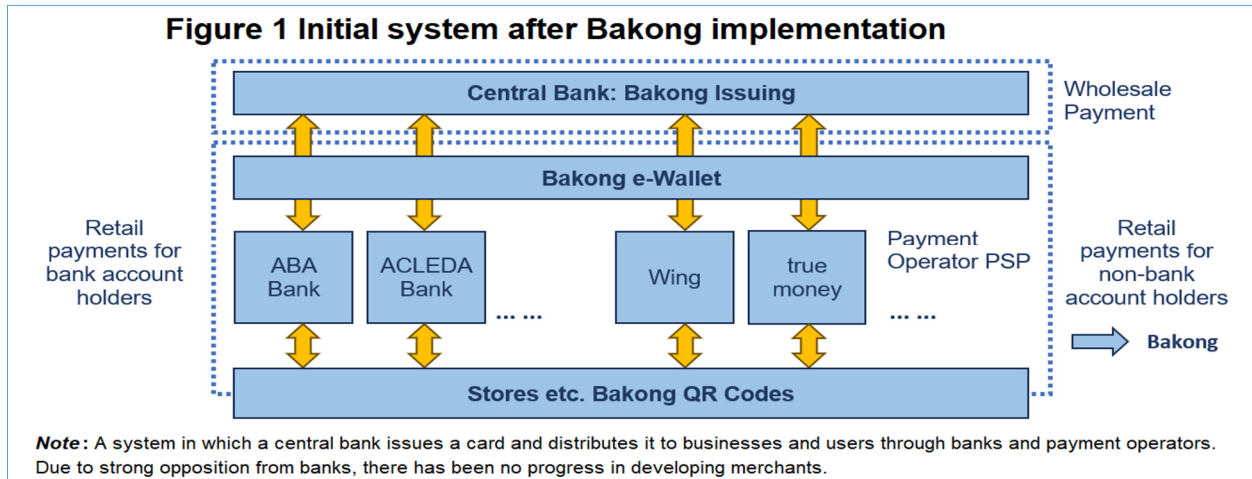 Figure 1 Initial system after Bakong implementation
Central Bank: Bakong Issuing
Wholesale
Payment
Bakong e-Wallet
Retail
payments for
bank account
holders
ABA
Bank
ACLEDA
Bank
... ...
Wing
true
money
Payment
Operator PSP
... ...
Retail
payments for
non-bank
account holders
Bakong
Stores etc. Bakong QR Codes
Note: A system in which a central bank issues a card and distributes it to businesses and users through banks and payment operators.
Due to strong opposition from banks, there has been no progress in developing merchants.